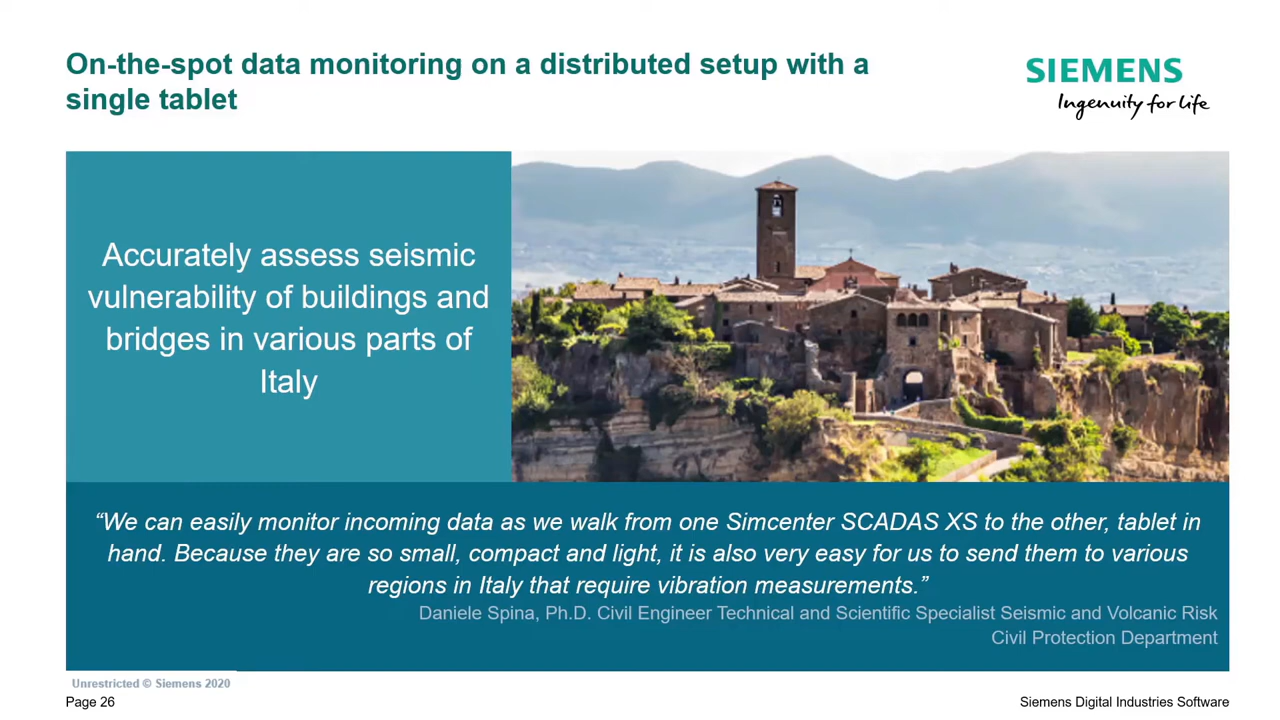 On-the-spot data monitoring on a distributed setup with a
single tablet
SIEMENS
Ingenuity for life
Accurately assess seismic
vulnerability of buildings and
bridges in various parts of
Italy
“We can easily monitor incoming data as we walk from one Simcenter SCADAS XS to the other, tablet in
hand. Because they are so small, compact and light, it is also very easy for us to send them to various
regions in Italy that require vibration measurements.”
Daniele Spina, Ph.D. Civil Engineer Technical and Scientific Specialist Seismic and Volcanic Risk
Civil Protection Department
Unrestricted © Siemens 2020
Page 26
Siemens Digital Industries Software